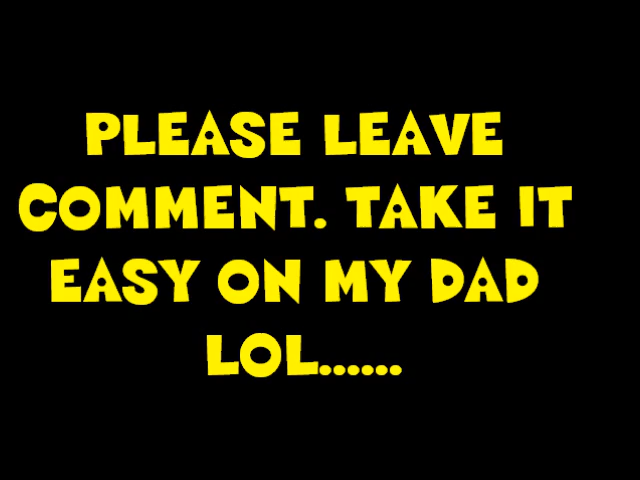 PLEASE LEAVE
COMMENT. TAKE IT
EASY ON MY DAD
LOL......